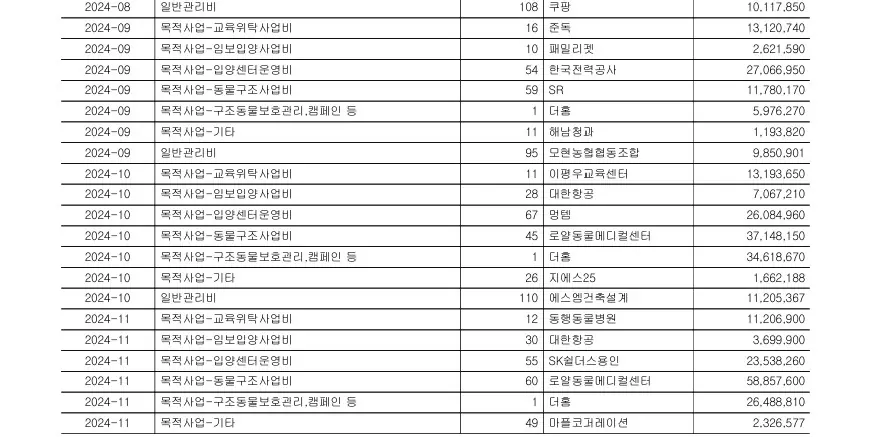 2024-08 일반관리비 108 쿠팡 10,117,850
2024-09 목적사업-교육위탁사업비 16 준독 13,120,740
2024-09 목적사업-임보입양사업비 10 패밀리펫 2,621,590
2024-09 목적사업-입양센터운영비 54 한국전력공사 27,066,950
2024-09 목적사업-동물구조사업비 59 SR 11,780,170
2024-09 목적사업-구조동물보호관리,캠페인 등 1 더홈 5,976,270
2024-09 목적사업-기타 11 해남청과 1,193,820
2024-09 일반관리비 95 모현농협협동조합 9,850,901
2024-10 목적사업-교육위탁사업비 11 이평우교육센터 13,193,650
2024-10 목적사업-임보입양사업비 28 대한항공 7,067,210
2024-10 목적사업-입양센터운영비 67 멍템 26,084,960
2024-10 목적사업-동물구조사업비 45 로얄동물메디컬센터 37,148,150
2024-10 목적사업-구조동물보호관리,캠페인 등 1 더홈 34,618,670
2024-10 목적사업-기타 26 지에스25 1,662,188
2024-10 일반관리비 110 에스엠건축설계 11,205,367
2024-11 목적사업-교육위탁사업비 12 동행동물병원 11,206,900
2024-11 목적사업-임보입양사업비 30 대한항공 3,699,900
2024-11 목적사업-입양센터운영비 55 SK쉴더스용인 23,538,260
2024-11 목적사업-동물구조사업비 60 로얄동물메디컬센터 58,857,600
2024-11 목적사업-구조동물보호관리,캠페인 등 1 더홈 26,488,810
2024-11 목적사업-기타 49 마플코퍼레이션 2,326,577